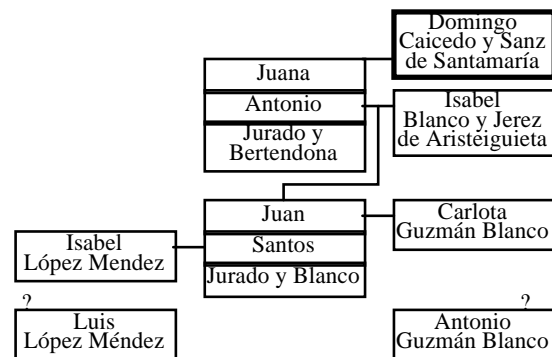 Domingo
Caicedo y Sanz
de Santamaría
Juana
Antonio
Jurado y
Bertendona
Isabel
Blanco y Jerez
de Aristeiguieta
Juan
Santos
Jurado y Blanco
Carlota
Guzmán Blanco
Isabel
López Mendez
?
Luis
López Méndez
?
Antonio
Guzmán Blanco